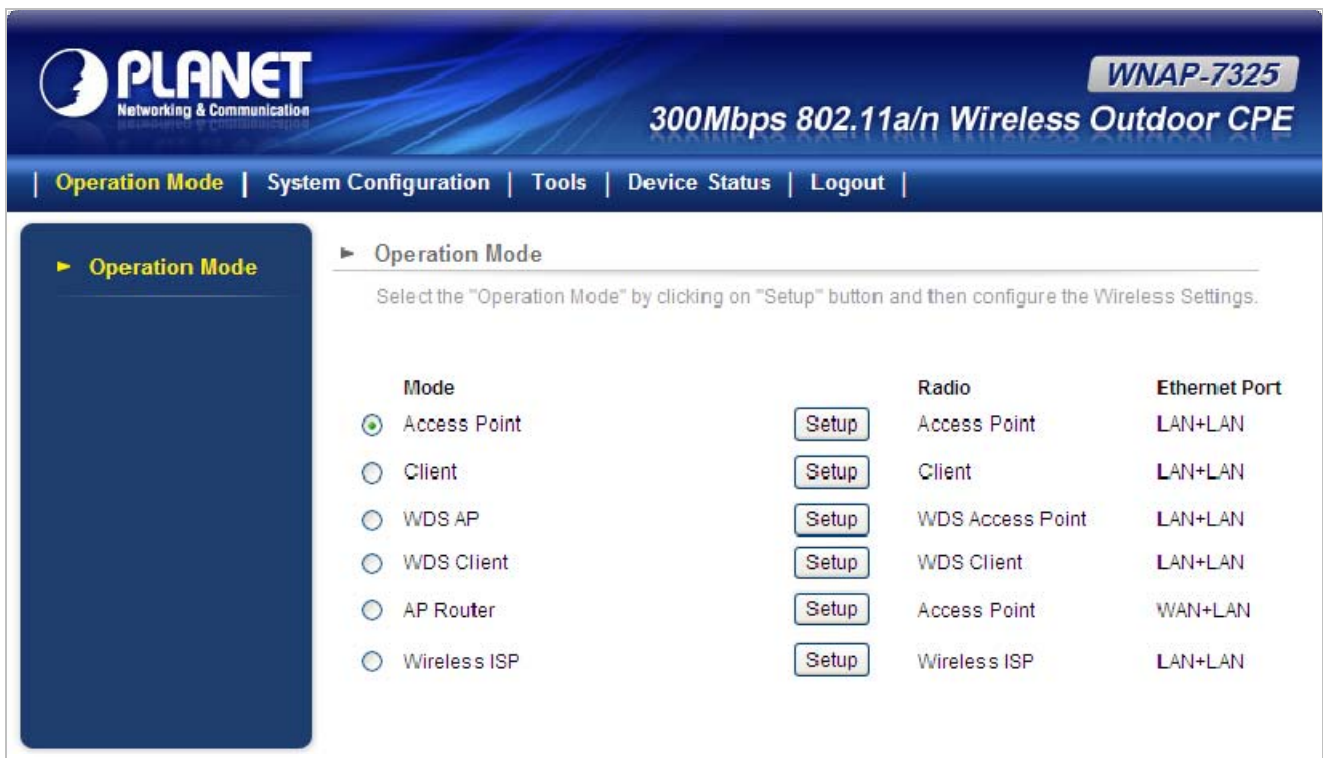 PLANET
Networking & Communication
WNAP-7325
300Mbps 802.11a/n Wireless Outdoor CPE
| Operation Mode | System Configuration | Tools | Device Status | Logout |
Operation Mode
Operation Mode
Select the "Operation Mode" by clicking on "Setup" button and then configure the Wireless Settings.
Mode Radio Ethernet Port
Access Point Setup Access Point LAN+LAN
Client Setup Client LAN+LAN
WDS AP Setup WDS Access Point LAN+LAN
WDS Client Setup WDS Client LAN+LAN
AP Router Setup Access Point WAN+LAN
Wireless ISP Setup Wireless ISP LAN+LAN